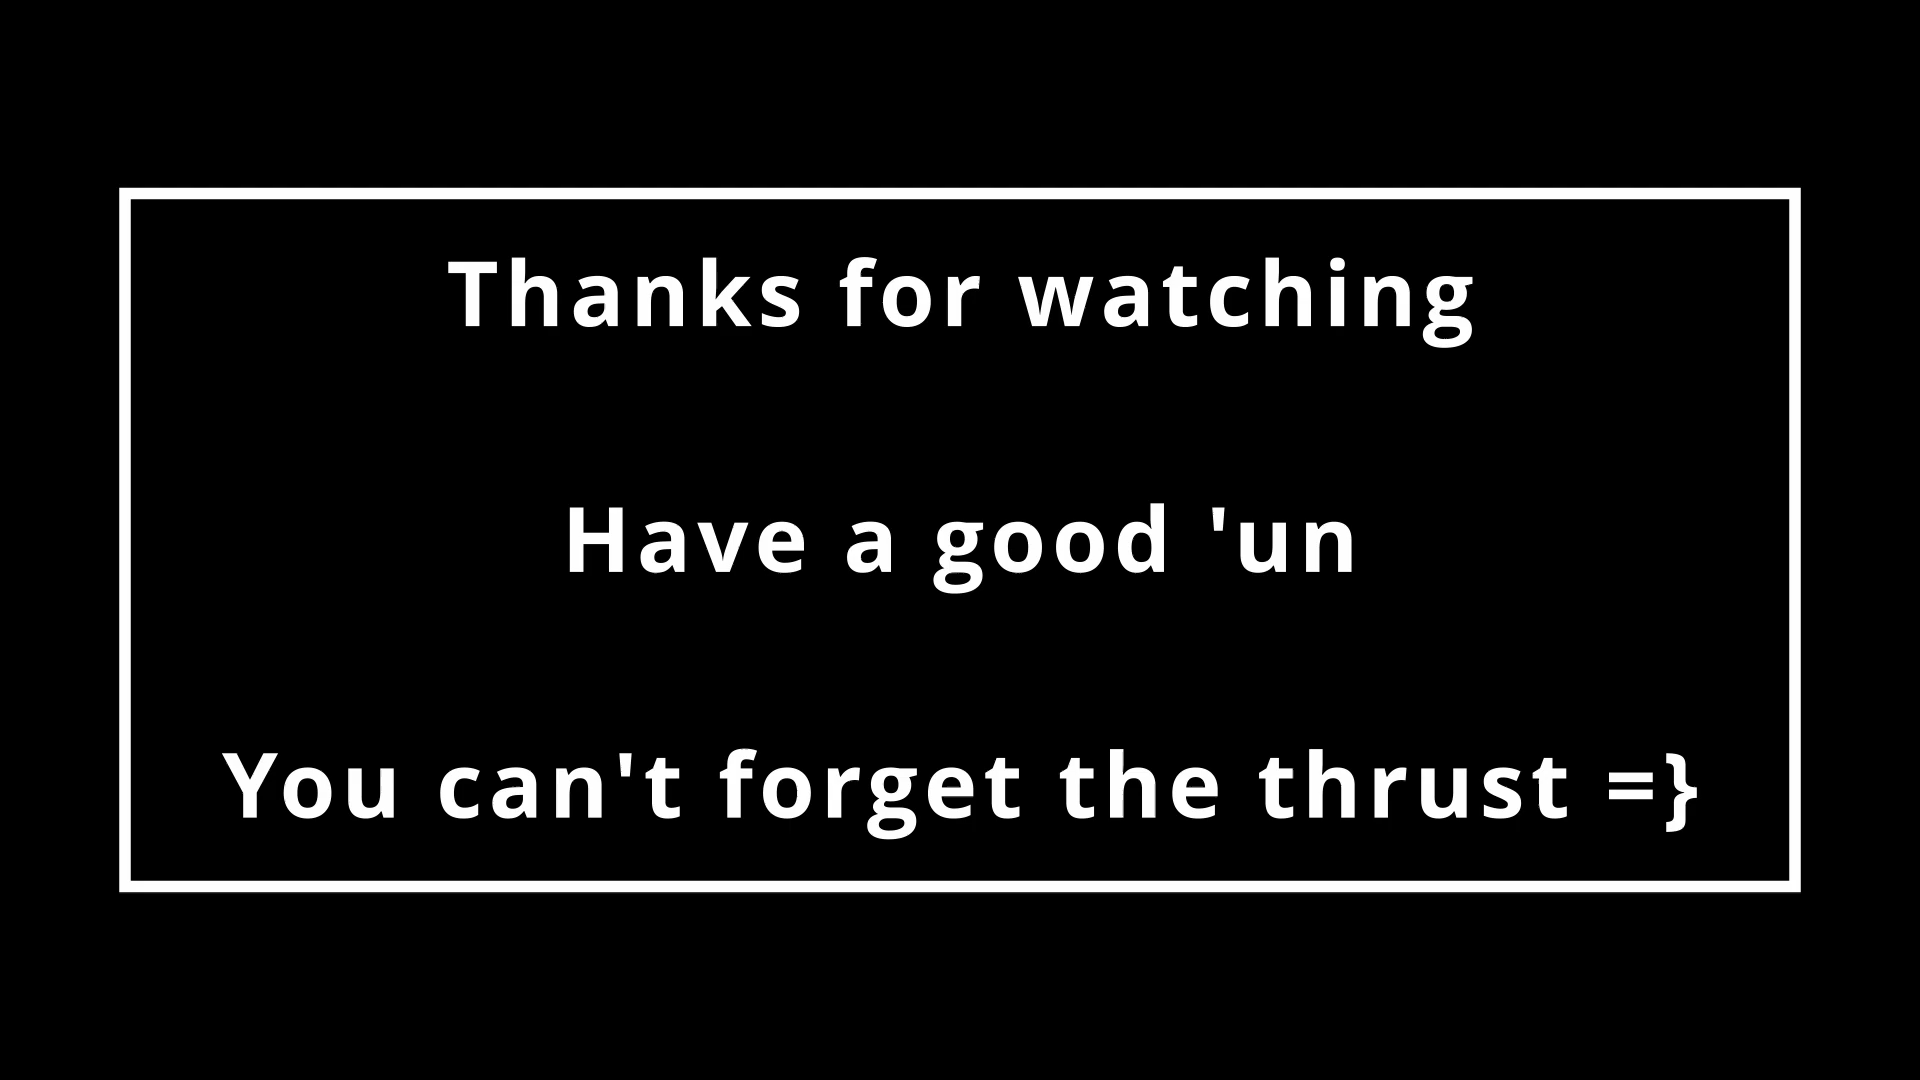 Thanks for watching
Have a good 'un
You can't forget the thrust =}